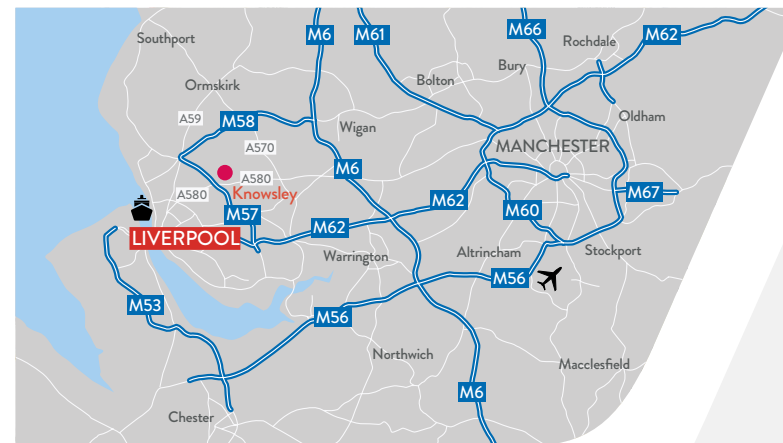 Southport
M6
M61
M66
Rochdale
M62
Bury
Ormskirk
Bolton
A59
M58
Wigan
Oldham
A570
MANCHESTER
M6
A580
A580
Knowsley
M62
M67
M57
M60
LIVERPOOL
M62
Warrington
Altrincham
Stockport
M56
M53
M56
Northwich
Macclesfield
M6
Chester